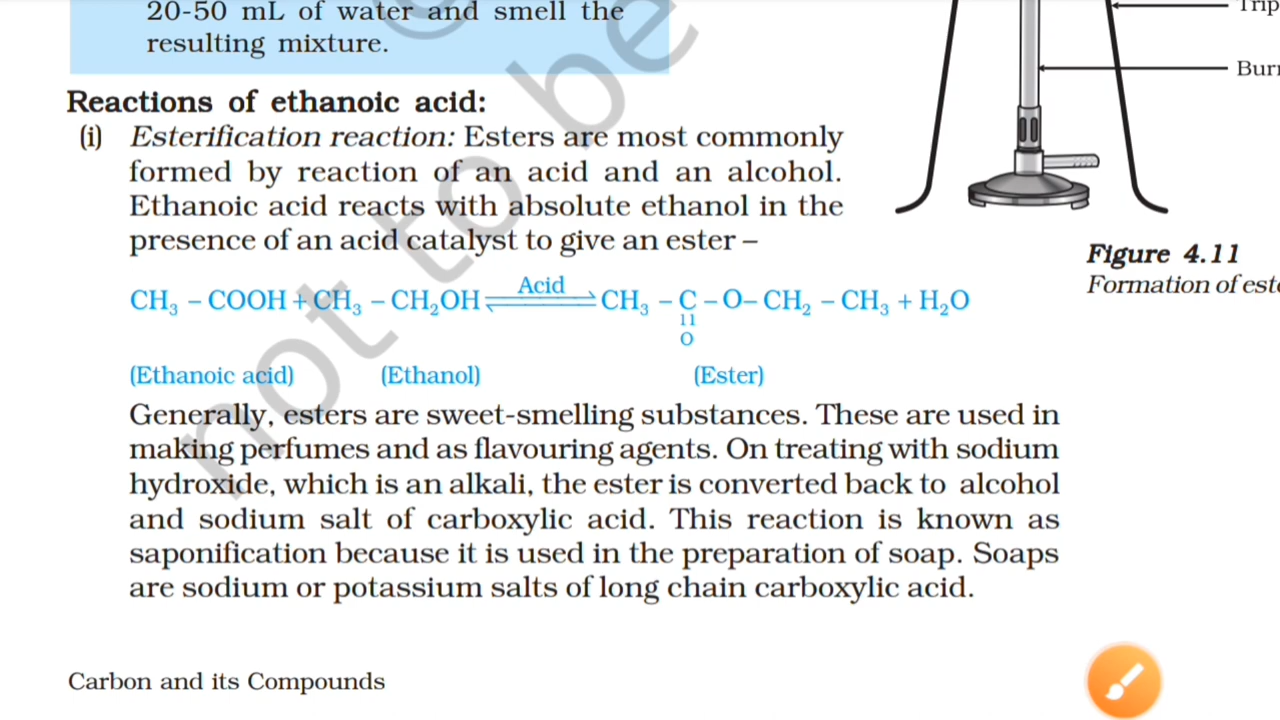 20-50 mL of water and smell the
resulting mixture.
Reactions of ethanoic acid:
(i) Esterification reaction: Esters are most commonly
formed by reaction of an acid and an alcohol.
Ethanoic acid reacts with absolute ethanol in the
presence of an acid catalyst to give an ester –
Acid
CH₃ – COOH + CH₃ – CH₂OH ⇌ CH₃ – C – O– CH₂ – CH₃ + H₂O
11
O
(Ethanoic acid) (Ethanol) (Ester)
Generally, esters are sweet-smelling substances. These are used in
making perfumes and as flavouring agents. On treating with sodium
hydroxide, which is an alkali, the ester is converted back to alcohol
and sodium salt of carboxylic acid. This reaction is known as
saponification because it is used in the preparation of soap. Soaps
are sodium or potassium salts of long chain carboxylic acid.
Carbon and its Compounds
Figure 4.11
Formation of
not to be